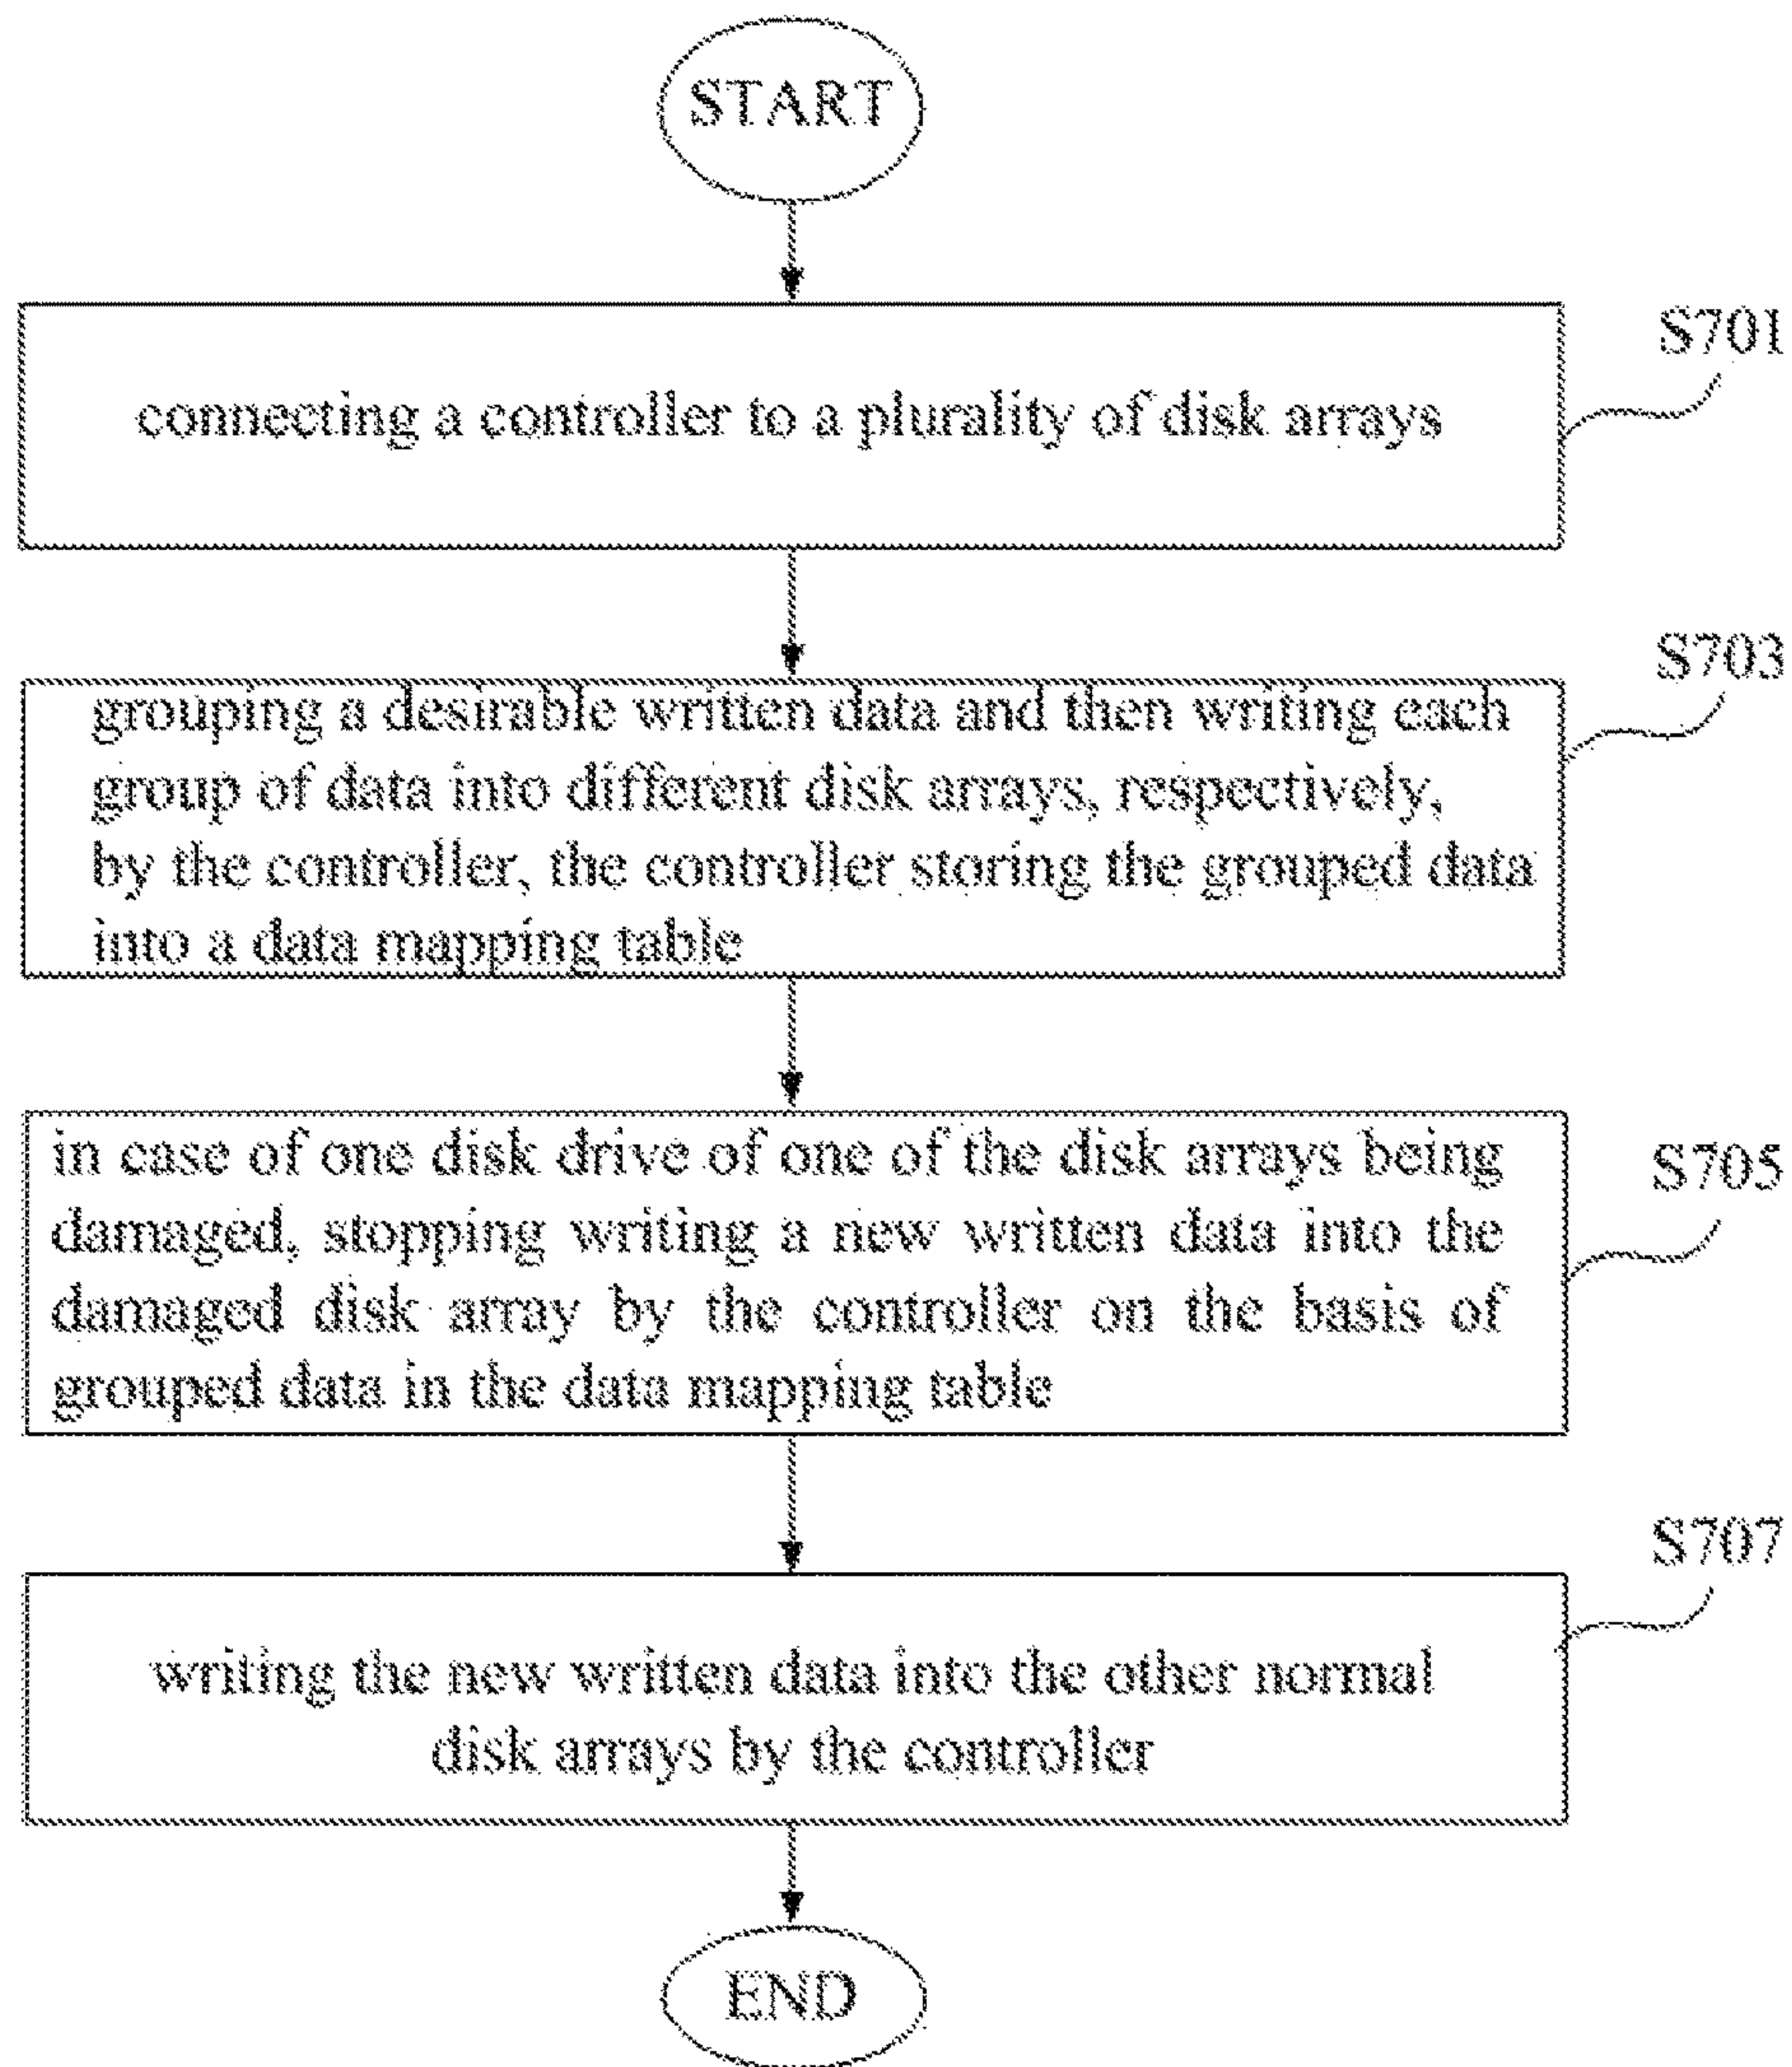 START
connecting a controller to a plurality of disk arrays
S701
grouping a desirable written data and then writing each
group of data into different disk arrays, respectively,
by the controller, the controller storing the grouped data
into a data mapping table
S703
in case of one disk drive of one of the disk arrays being
damaged, stopping writing a new written data into the
damaged disk array by the controller on the basis of
grouped data in the data mapping table
S705
writing the new written data into the other normal
disk arrays by the controller
S707
END